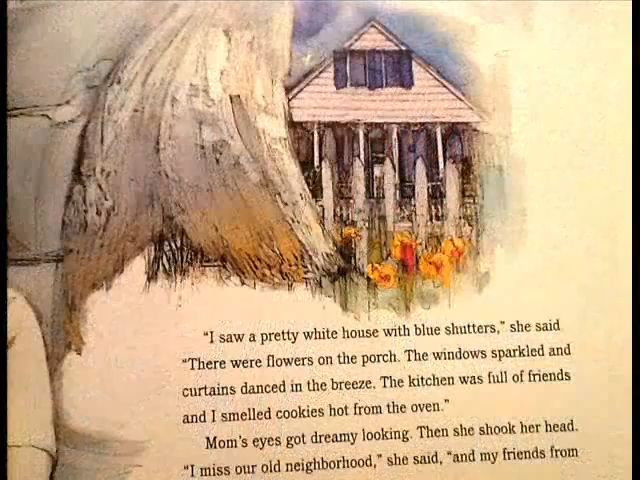 “I saw a pretty white house with blue shutters,” she said
“There were flowers on the porch. The windows sparkled and
curtains danced in the breeze. The kitchen was full of friends
and I smelled cookies hot from the oven.”
Mom’s eyes got dreamy looking. Then she shook her head.
“I miss our old neighborhood,” she said, “and my friends from